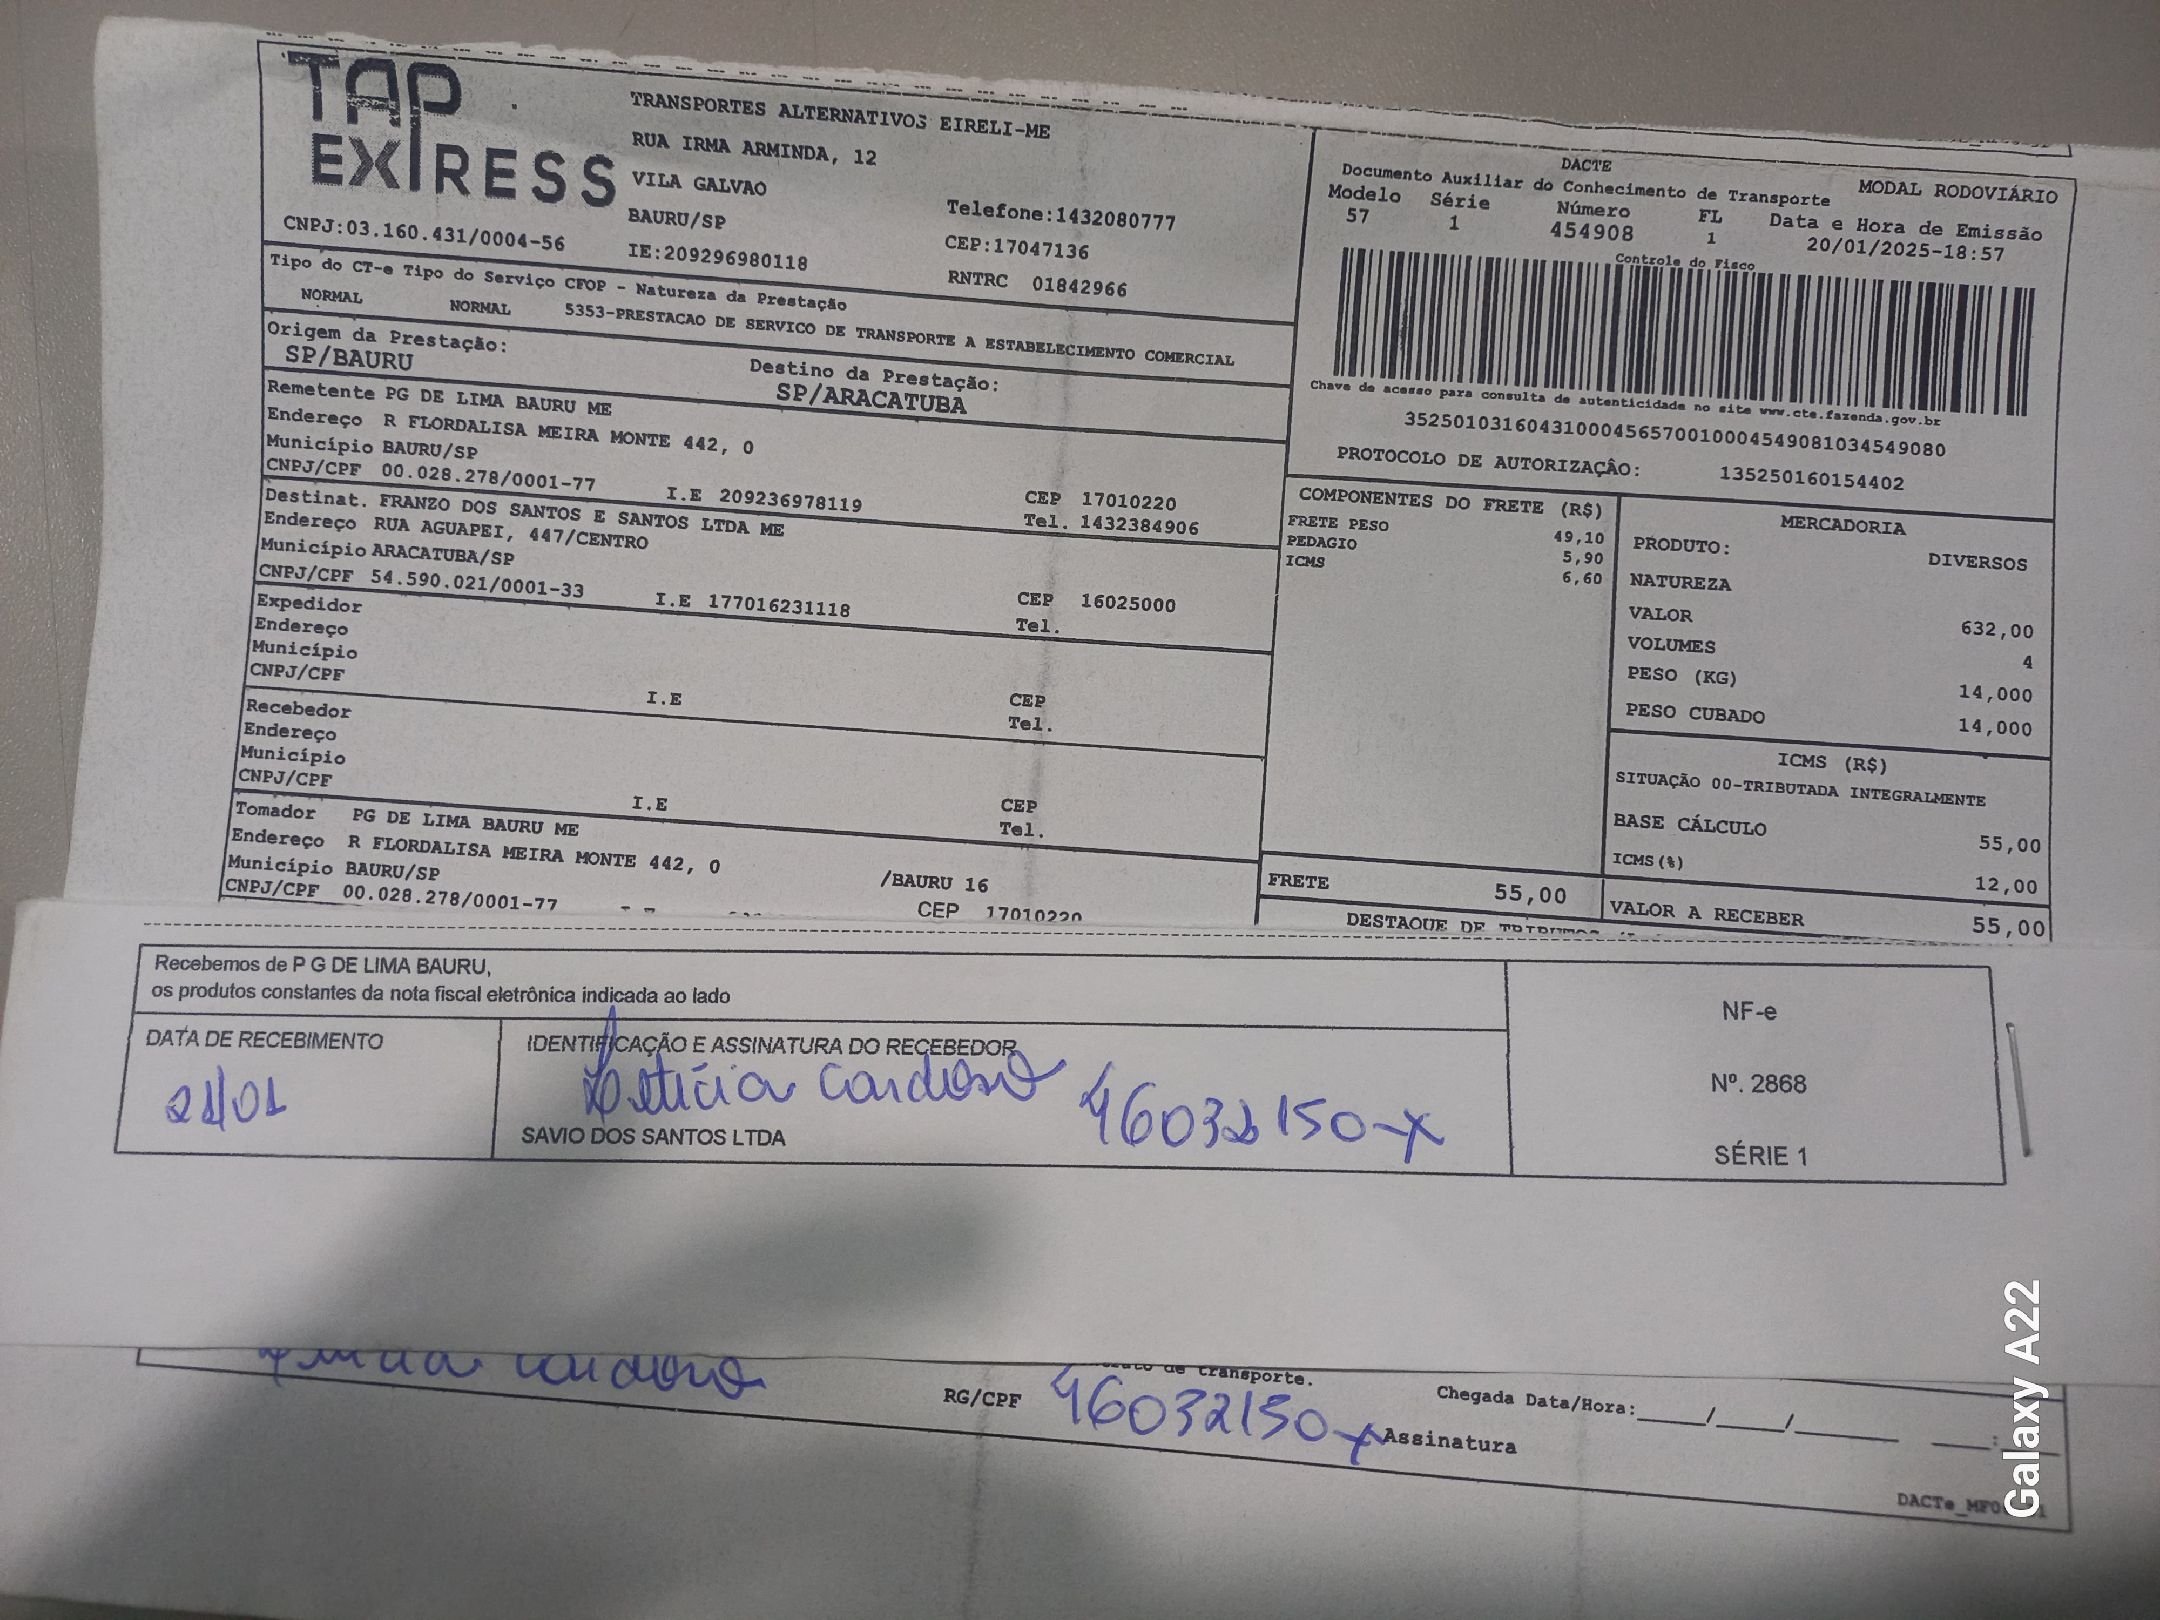 TAP
EXPRESS
TRANSPORTES ALTERNATIVOS EIRELI-ME
RUA IRMA ARMINDA, 12
VILA GALVAO
BAURU/SP
Telefone:1432080777
CNPJ:03.160.431/0004-56
IE:209296980118
CEP:17047136
RNTRC 01842966
DACTE
MODAL RODOVIÁRIO
Documento Auxiliar do Conhecimento de Transporte
Modelo Série Número FL Data e Hora de Emissão
57 1 454908 1 20/01/2025-18:57
Controle do Fisco
Chave de acesso para consulta de autenticidade no site www.cte.fazenda.gov.br
35250103160431000456570010004549081034549080
PROTOCOLO DE AUTORIZAÇÂO: 135250160154402
Tipo do CT-e Tipo do Serviço CFOP - Natureza da Prestação
NORMAL NORMAL 5353-PRESTACAO DE SERVICO DE TRANSPORTE A ESTABELECIMENTO COMERCIAL
Origem da Prestação: Destino da Prestação:
SP/BAURU SP/ARACATUBA
Remetente PG DE LIMA BAURU ME
Endereço R FLORDALISA MEIRA MONTE 442, 0
Município BAURU/SP CEP 17010220
CNPJ/CPF 00.028.278/0001-77 I.E 209236978119 Tel. 1432384906
Destinat. FRANZO DOS SANTOS E SANTOS LTDA ME
Endereço RUA AGUAPEI, 447/CENTRO
Município ARACATUBA/SP CEP 16025000
CNPJ/CPF 54.590.021/0001-33 I.E 177016231118 Tel.
Expedidor
Endereço
Município CEP
CNPJ/CPF I.E Tel.
Recebedor
Endereço
Município CEP
CNPJ/CPF I.E Tel.
Tomador PG DE LIMA BAURU ME
Endereço R FLORDALISA MEIRA MONTE 442, 0 /BAURU 16
Município BAURU/SP CEP 17010220
CNPJ/CPF 00.028.278/0001-77
COMPONENTES DO FRETE (R$)
FRETE PESO 49,10
PEDAGIO 5,90
ICMS 6,60
FRETE 55,00
MERCADORIA
PRODUTO: DIVERSOS
NATUREZA
VALOR 632,00
VOLUMES 4
PESO (KG) 14,000
PESO CUBADO 14,000
ICMS (R$)
SITUAÇÃO 00-TRIBUTADA INTEGRALMENTE
BASE CÁLCULO 55,00
ICMS(%) 12,00
VALOR A RECEBER 55,00
DESTAQUE DE
Recebemos de P G DE LIMA BAURU,
os produtos constantes da nota fiscal eletrônica indicada ao lado
DATA DE RECEBIMENTO
21/01
IDENTIFICAÇÃO E ASSINATURA DO RECEBEDOR
Letícia Cardoso 46032150-x
SAVIO DOS SANTOS LTDA
NF-e
Nº. 2868
SÉRIE 1
Cardoso
de transporte.
RG/CPF 46032150-x
Assinatura
Chegada Data/Hora:____/____/______ ____:____
Galaxy A22